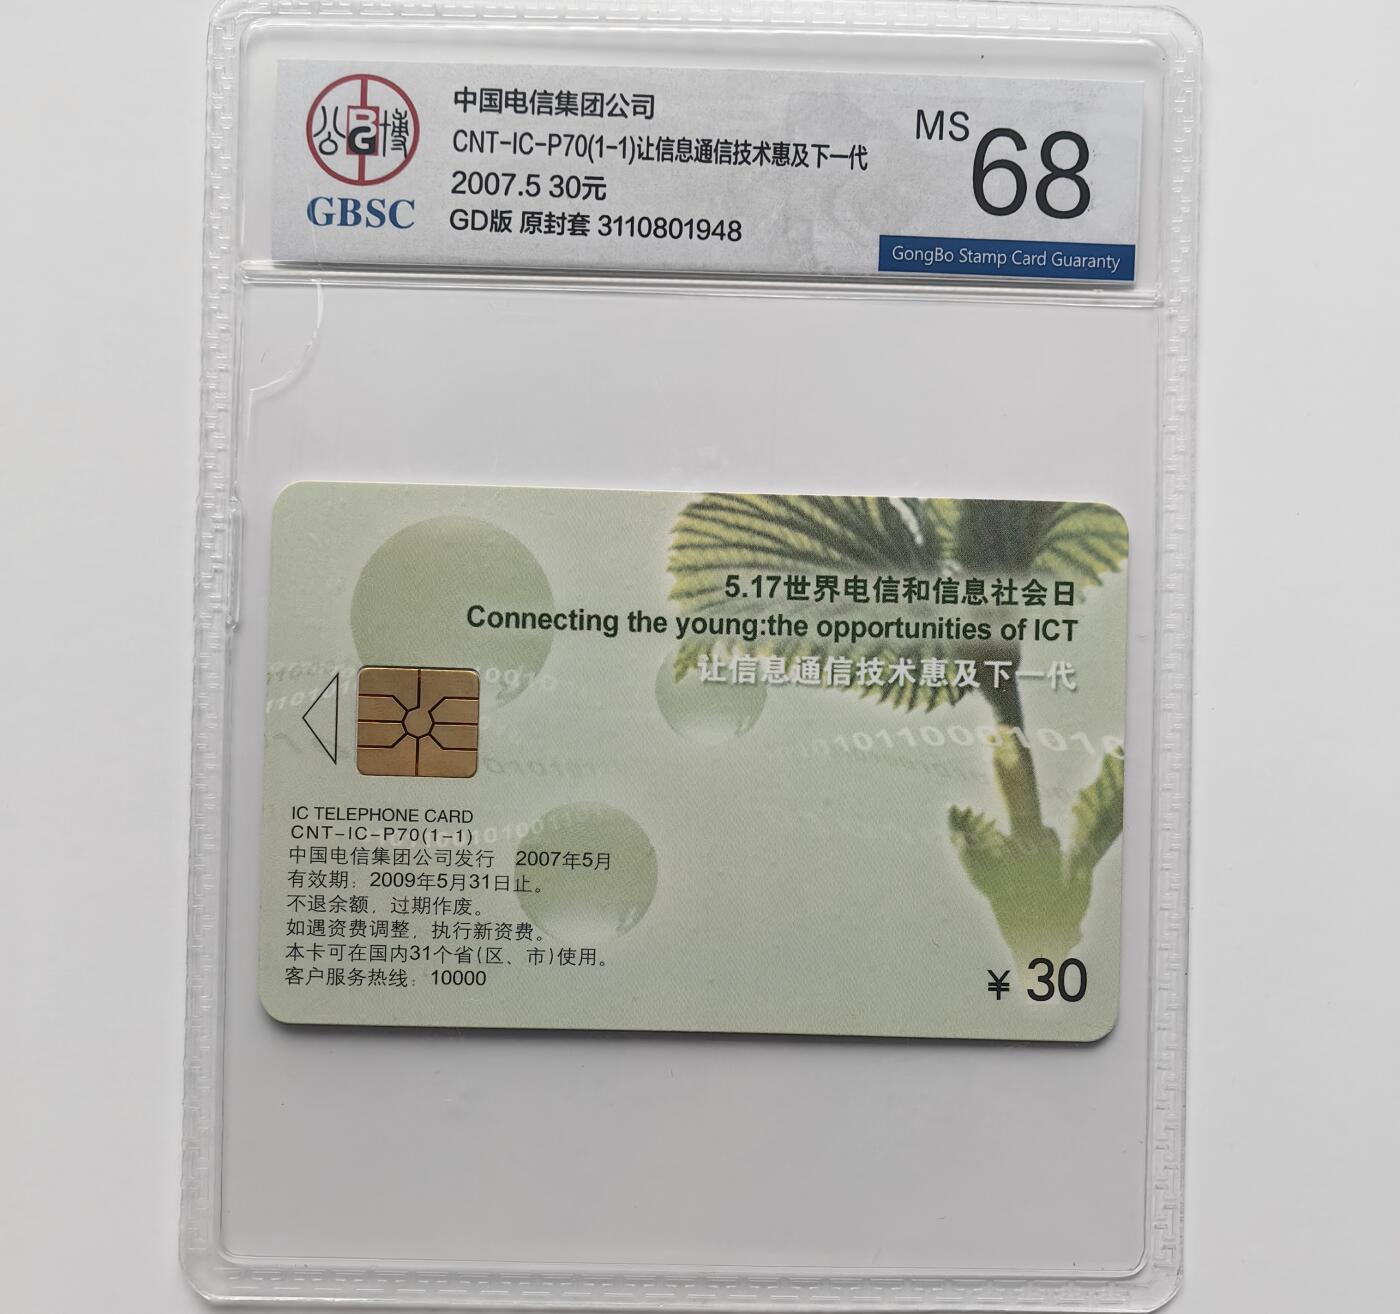 公博
BG
GBSC
中国电信集团公司
CNT-IC-P70(1-1)让信息通信技术惠及下一代
2007.5 30元
GD版 原封套 3110801948
MS 68
GongBo Stamp Card Guaranty
5.17世界电信和信息社会日
Connecting the young:the opportunities of ICT
让信息通信技术惠及下一代
IC TELEPHONE CARD
CNT-IC-P70(1-1)
中国电信集团公司发行 2007年5月
有效期：2009年5月31日止。
不退余额，过期作废。
如遇资费调整，执行新资费。
本卡可在国内31个省(区、市)使用。
客户服务热线：10000
¥ 30